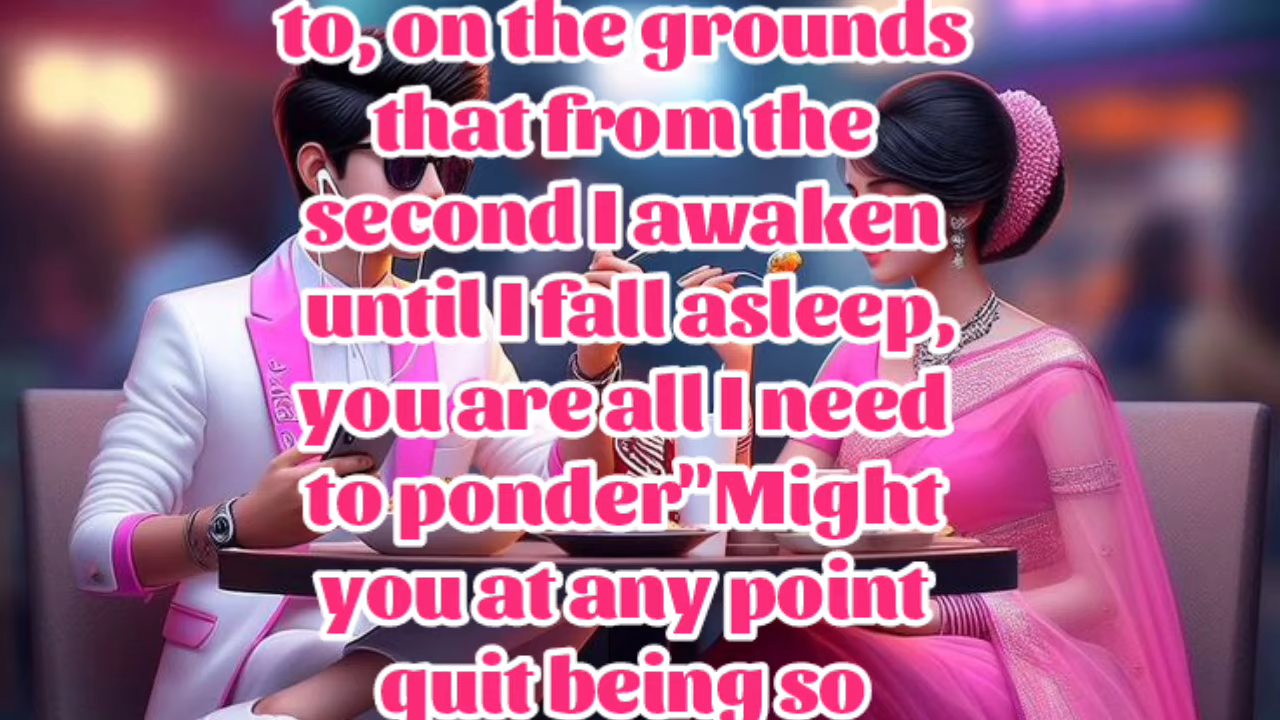 to, on the grounds
that from the
second I awaken
until I fall asleep,
you are all I need
to ponder"Might
you at any point
quit being so